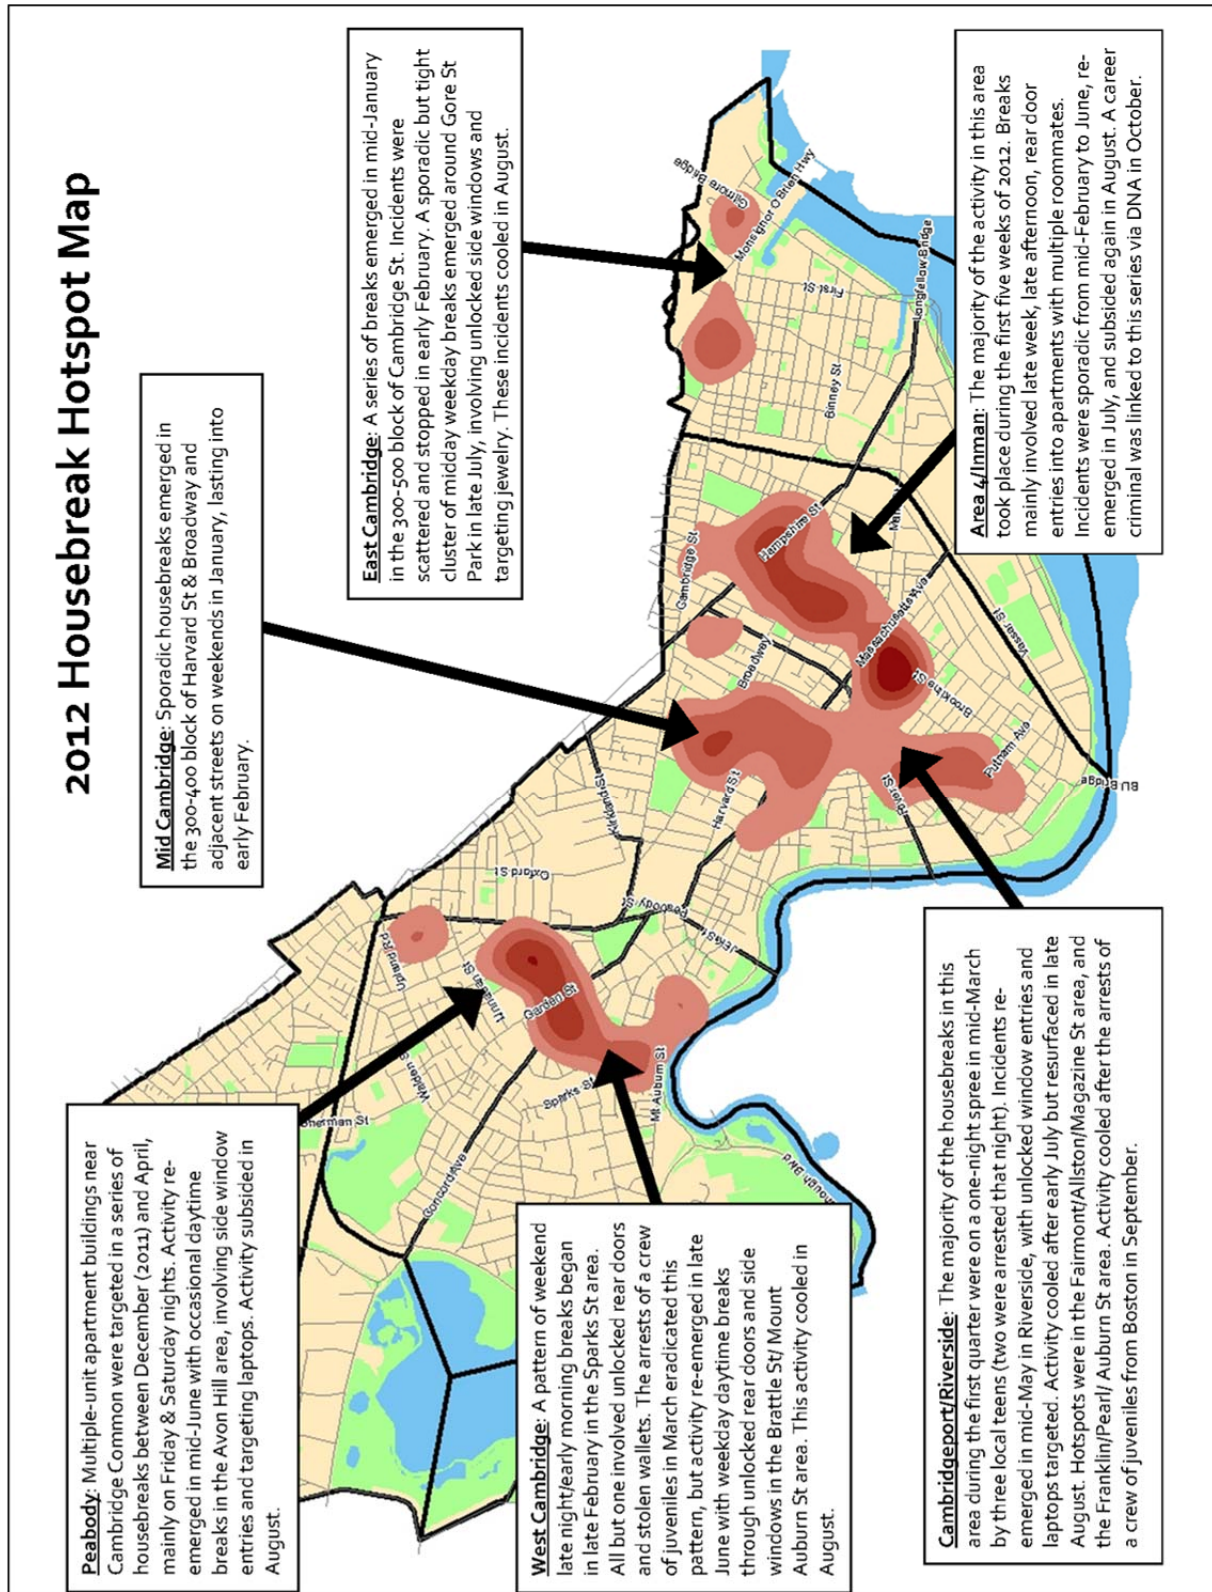 2012 Housebreak Hotspot Map
Peabody: Multiple-unit apartment buildings near
Cambridge Common were targeted in a series of
housebreaks between December (2011) and April,
mainly on Friday & Saturday nights. Activity re-
emerged in mid-June with occasional daytime
breaks in the Avon Hill area, involving side window
entries and targeting laptops. Activity subsided in
August.
Mid Cambridge: Sporadic housebreaks emerged in
the 300-400 block of Harvard St & Broadway and
adjacent streets on weekends in January, lasting into
early February.
East Cambridge: A series of breaks emerged in mid-January
in the 300-500 block of Cambridge St. Incidents were
scattered and stopped in early February. A sporadic but tight
cluster of midday weekday breaks emerged around Gore St
Park in late July, involving unlocked side windows and
targeting jewelry. These incidents cooled in August.
West Cambridge: A pattern of weekend
late night/early morning breaks began
in late February in the Sparks St area.
All but one involved unlocked rear doors
and stolen wallets. The arrests of a crew
of juveniles in March eradicated this
pattern, but activity re-emerged in late
June with weekday daytime breaks
through unlocked rear doors and side
windows in the Brattle St/ Mount
Auburn St area. This activity cooled in
August.
Cambridgeport/Riverside: The majority of the housebreaks in this
area during the first quarter were on a one-night spree in mid-March
by three local teens (two were arrested that night). Incidents re-
emerged in mid-May in Riverside, with unlocked window entries and
laptops targeted. Activity cooled after early July but resurfaced in late
August. Hotspots were in the Fairmont/Allston/Magazine St area, and
the Franklin/Pearl/ Auburn St area. Activity cooled after the arrests of
a crew of juveniles from Boston in September.
Area 4/Inman: The majority of the activity in this area
took place during the first five weeks of 2012. Breaks
mainly involved late week, late afternoon, rear door
entries into apartments with multiple roommates.
Incidents were sporadic from mid-February to June, re-
emerged in July, and subsided again in August. A career
criminal was linked to this series via DNA in October.
Upland Rd
Linnaean St
Garden St
Walden S
Sparks St
Concord Ave
Mt Auburn St
Oxford St
Kirkland St
Peabody St
JFK St
Harvard St
Broadway
Cambridge St
Hampshire St
Massachusetts Ave
Brookline St
River St
Putnam Ave
BU Bridge
Vassar St
Binney St
First St
Longfellow Bridge
Monsignor O'Brien Hwy
Gilmore Bridge